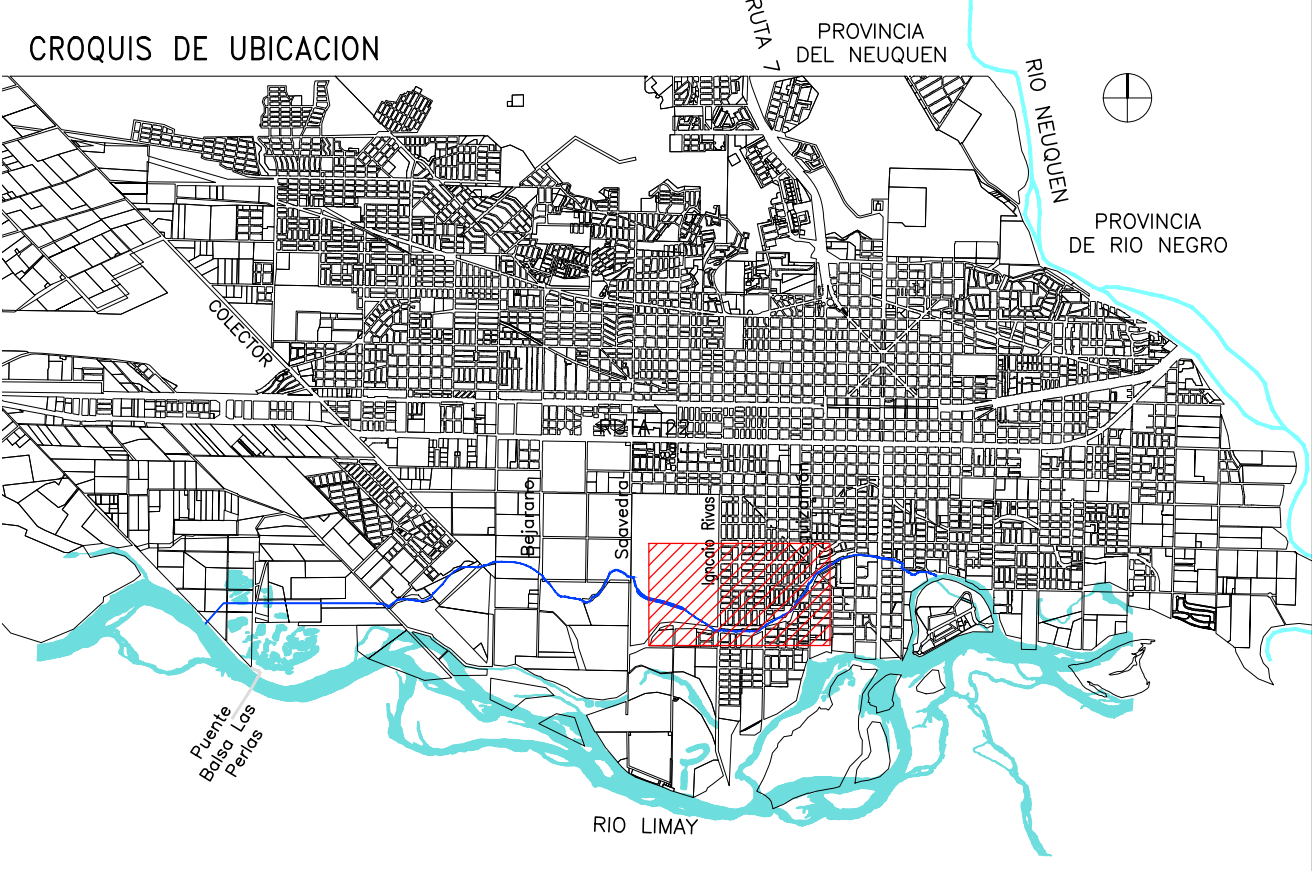 CROQUIS DE UBICACION
RUTA 7
PROVINCIA
DEL NEUQUEN
RIO NEUQUEN
PROVINCIA
DE RIO NEGRO
COLECTOR
RUTA 22
Bejarano
Saavedra
Ignacio Rivas
Leguizamón
Puente
Balsa Las
Perlas
RIO LIMAY